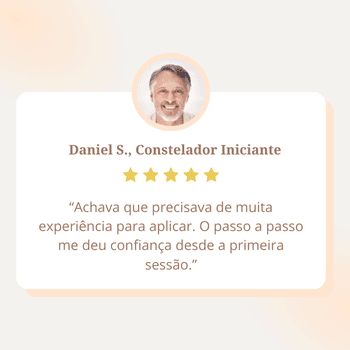 Daniel S., Constelador Iniciante
“Achava que precisava de muita
experiência para aplicar. O passo a passo
me deu confiança desde a primeira
sessão.”